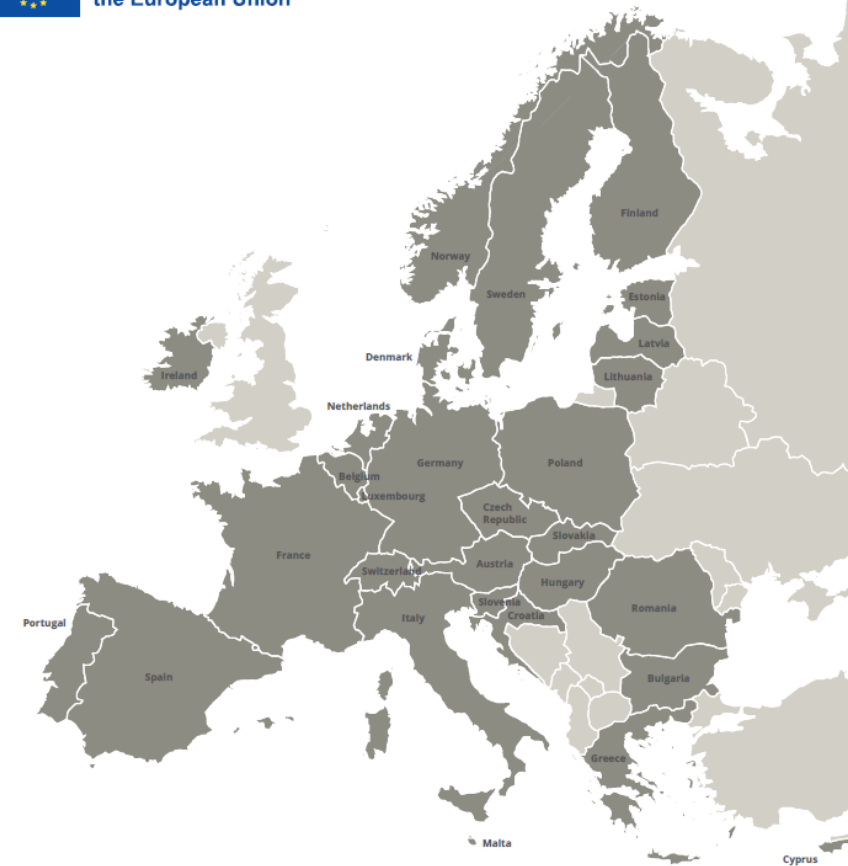 the European Union
Finland
Norway
Sweden
Estonia
Latvia
Denmark
Lithuania
Ireland
Netherlands
Germany
Poland
Belgium
Luxembourg
Czech
Republic
Slovakia
France
Austria
Switzerland
Hungary
Slovenia
Romania
Croatia
Italy
Portugal
Spain
Bulgaria
Greece
Malta
Cyprus